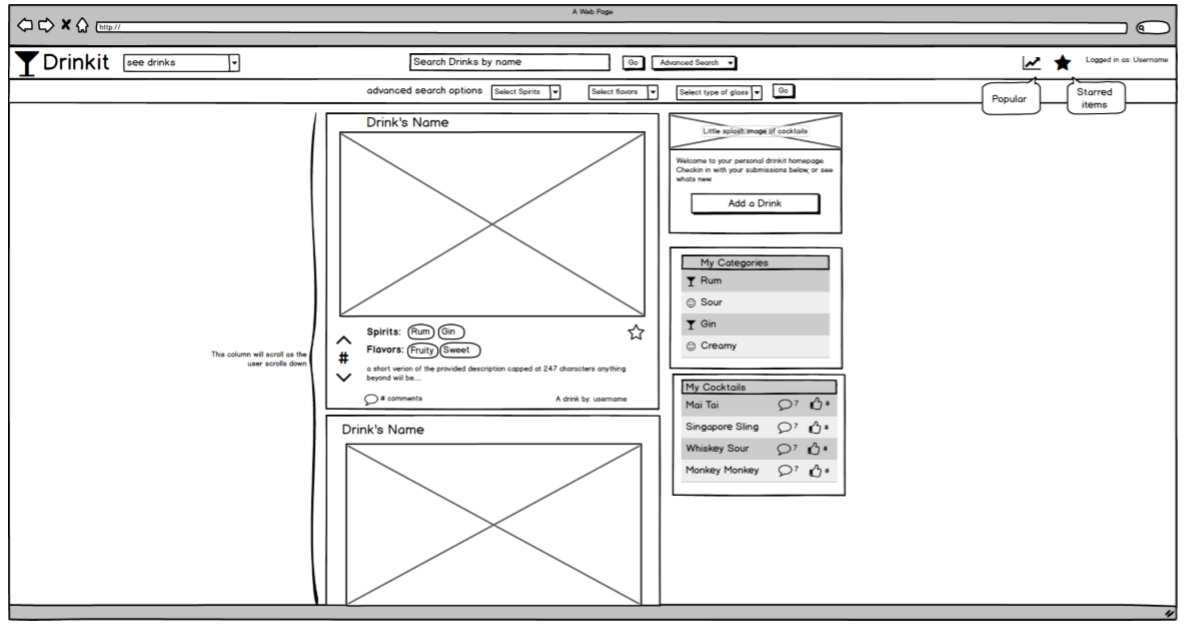 A Web Page
http://
Drinkit
see drinks
Search Drinks by name
Go
Advanced Search
Logged in as: Username
advanced search options
Select Spirits
Select flavors
Select type of glass
Go
Popular
Starred
items
Drink's Name
Spirits: Rum Gin
Flavors: Fruity Sweet
#
a short verion of the provided description capped at 247 characters anything
beyond will be...
# comments
A drink by: username
This column will scroll as the
user scrolls down
Drink's Name
Little splash image of cocktails
Welcome to your personal drinkit homepage.
Checkin in with your submissions below, or see
whats new
Add a Drink
My Categories
Rum
Sour
Gin
Creamy
My Cocktails
Mai Tai 7 #
Singapore Sling 7 #
Whiskey Sour 7 #
Monkey Monkey 7 #